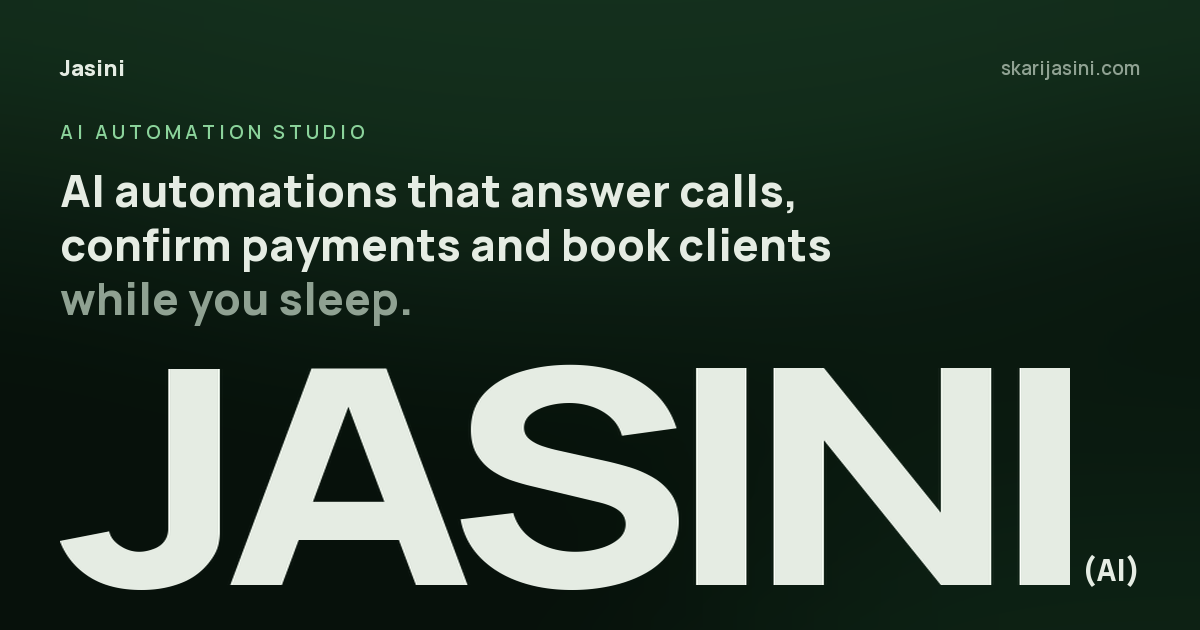 Jasini
skarijasini.com
AI AUTOMATION STUDIO
AI automations that answer calls,
confirm payments and book clients
while you sleep.
JASINI
(AI)